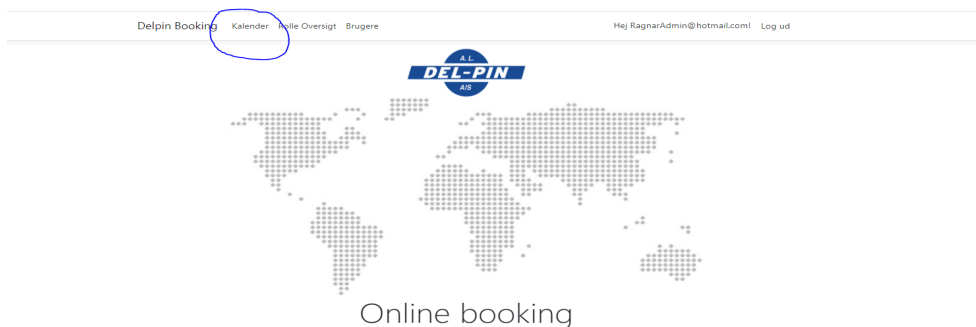 Delpin Booking Kalender Rolle Oversigt Brugere Hej RagnarAdmin@hotmail.com! Log ud
A. L.
DEL-PIN
A/S
Online booking